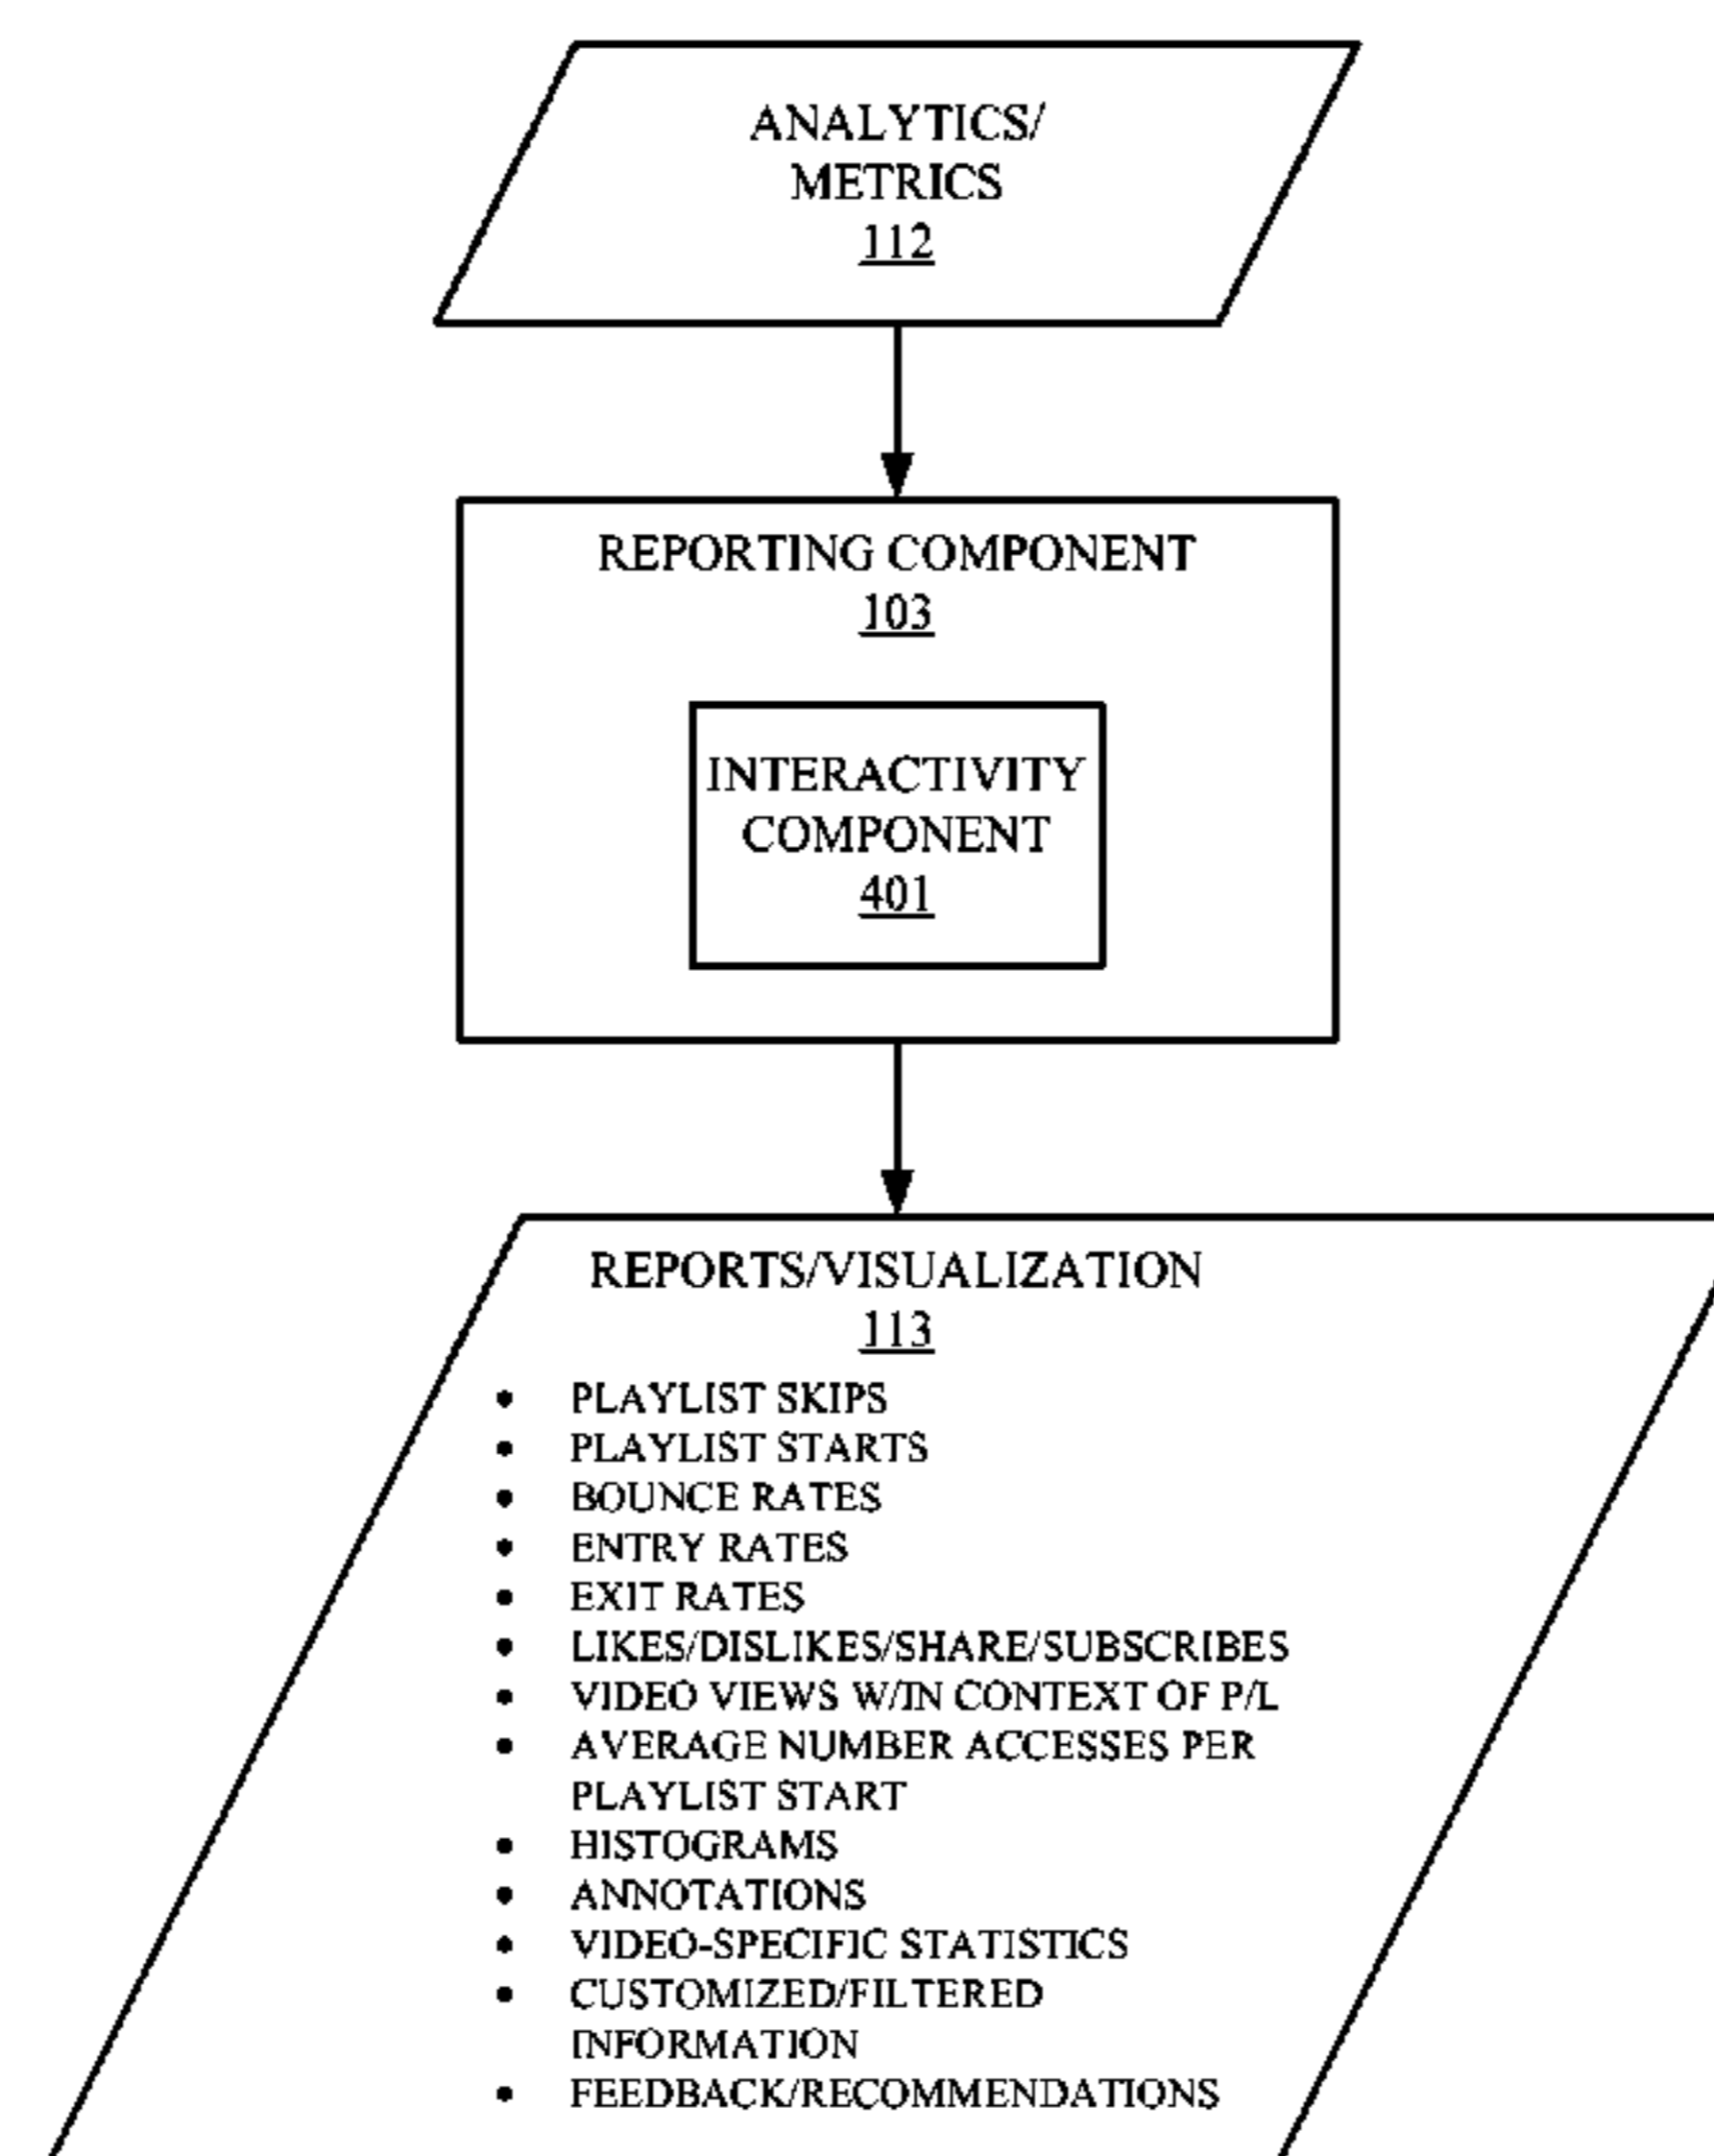 ANALYTICS/
METRICS
112
REPORTING COMPONENT
103
INTERACTIVITY
COMPONENT
401
REPORTS/VISUALIZATION
113
• PLAYLIST SKIPS
• PLAYLIST STARTS
• BOUNCE RATES
• ENTRY RATES
• EXIT RATES
• LIKES/DISLIKES/SHARE/SUBSCRIBES
• VIDEO VIEWS W/IN CONTEXT OF P/L
• AVERAGE NUMBER ACCESSES PER
PLAYLIST START
• HISTOGRAMS
• ANNOTATIONS
• VIDEO-SPECIFIC STATISTICS
• CUSTOMIZED/FILTERED
INFORMATION
• FEEDBACK/RECOMMENDATIONS